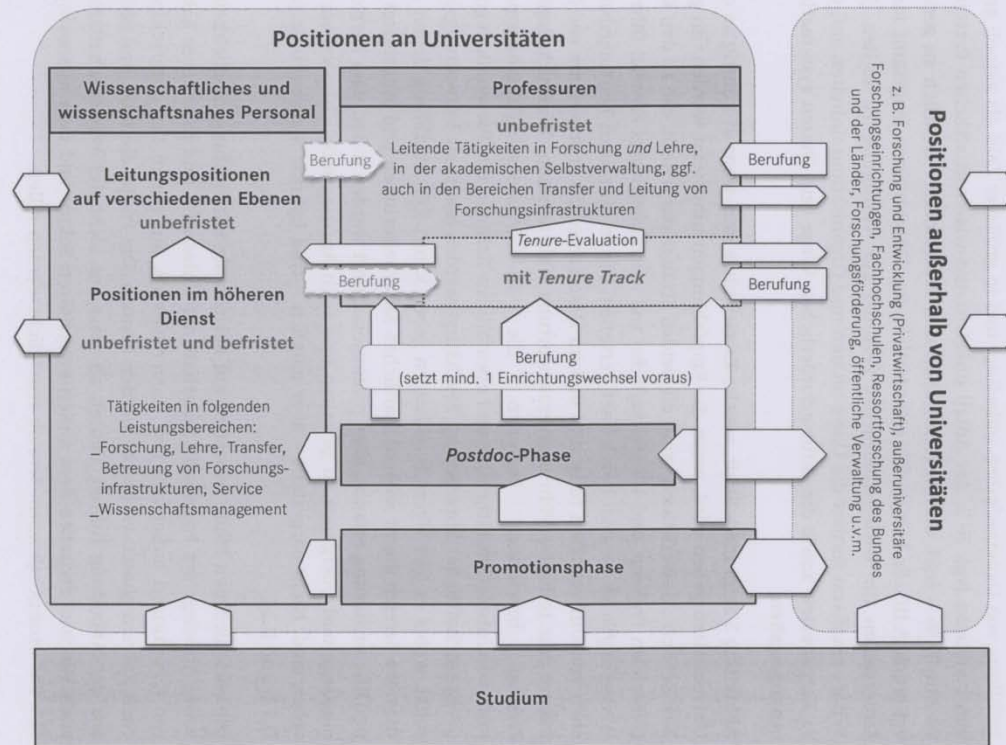 Positionen an Universitäten
Wissenschaftliches und
wissenschaftsnahes Personal
Leitungspositionen
auf verschiedenen Ebenen
unbefristet
Positionen im höheren
Dienst
unbefristet und befristet
Tätigkeiten in folgenden
Leistungsbereichen:
_Forschung, Lehre, Transfer,
Betreuung von Forschungs-
infrastrukturen, Service
_Wissenschaftsmanagement
Professuren
unbefristet
Leitende Tätigkeiten in Forschung und Lehre,
in der akademischen Selbstverwaltung, ggf.
auch in den Bereichen Transfer und Leitung von
Forschungsinfrastrukturen
Berufung
Berufung
Tenure-Evaluation
mit Tenure Track
Berufung
Berufung
Berufung
(setzt mind. 1 Einrichtungswechsel voraus)
Postdoc-Phase
Promotionsphase
Positionen außerhalb von Universitäten
z. B. Forschung und Entwicklung (Privatwirtschaft), außeruniversitäre
Forschungseinrichtungen, Fachhochschulen, Ressortforschung des Bundes
und der Länder, Forschungsförderung, öffentliche Verwaltung u.v.m.
Studium